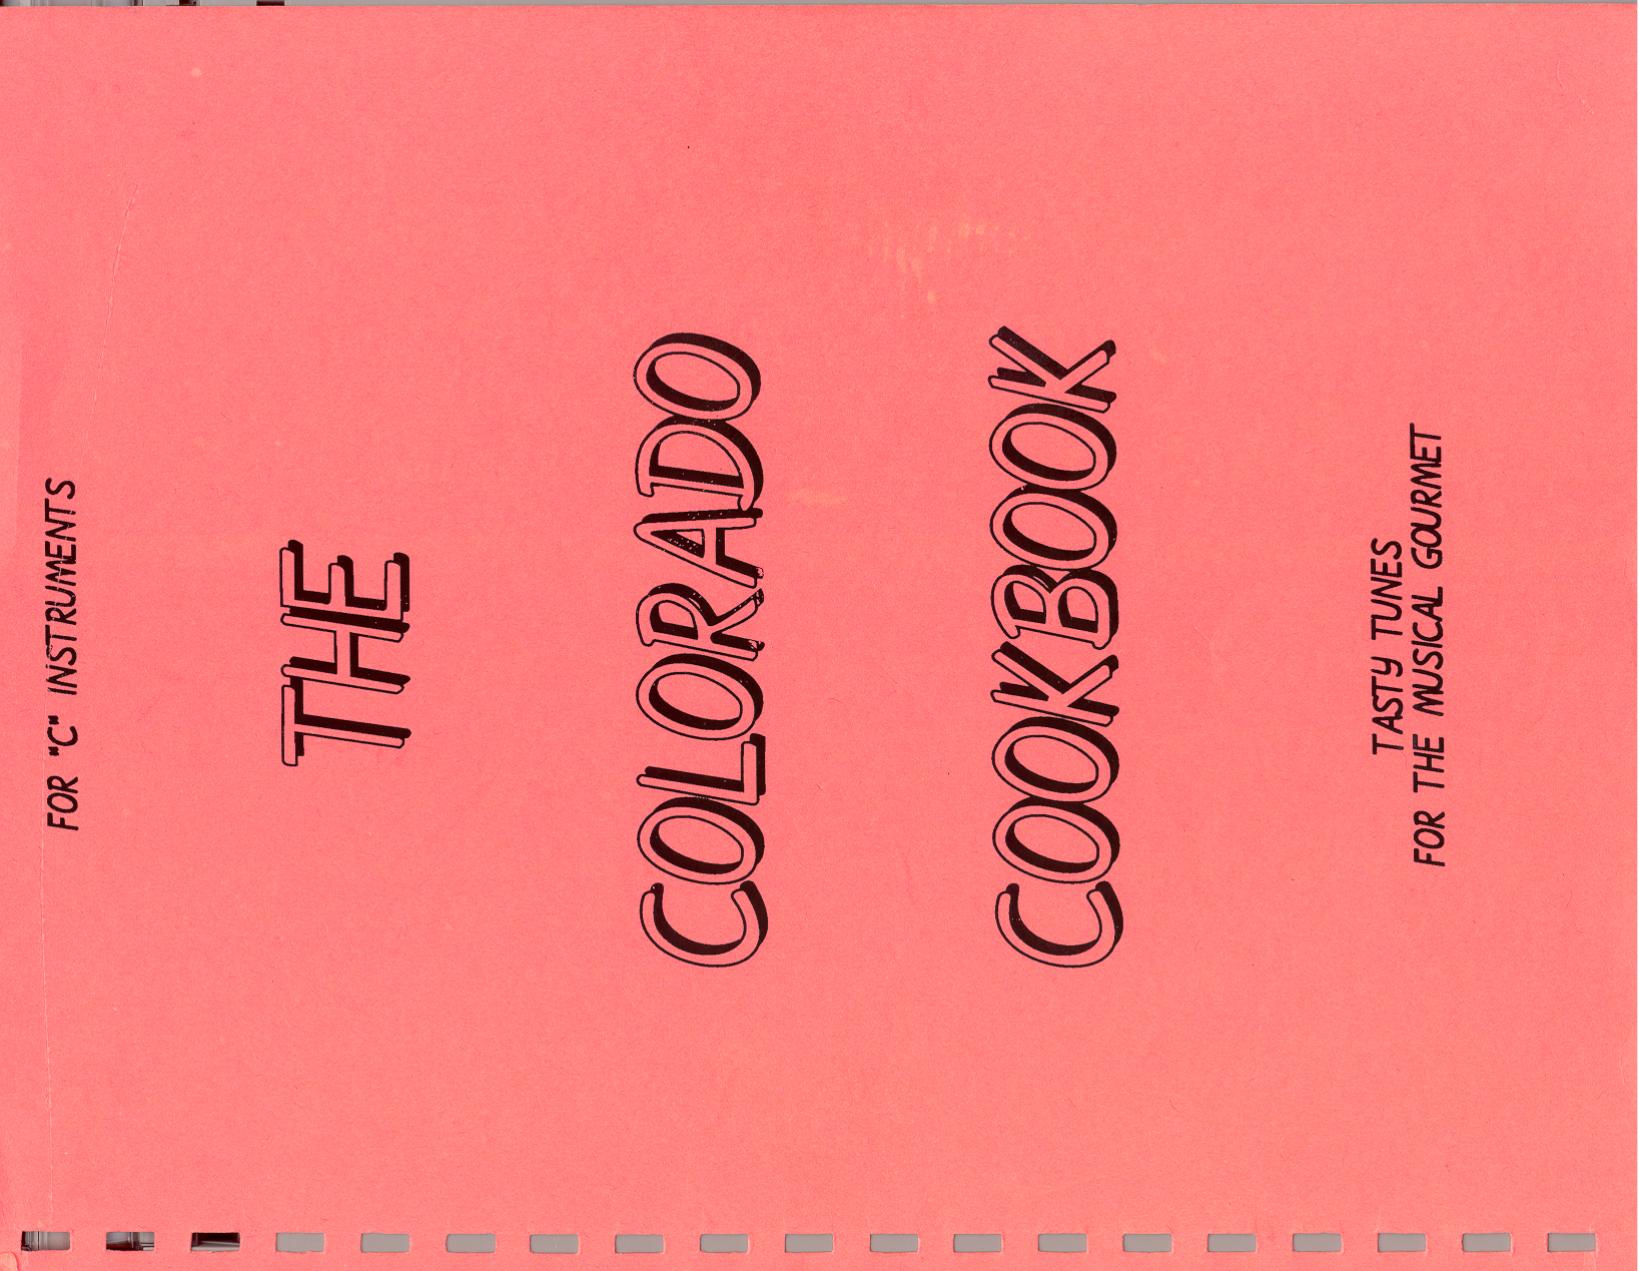 FOR "C" INSTRUMENTS
THE
COLORADO
COOKBOOK
TASTY TUNES
FOR THE MUSICAL GOURMET